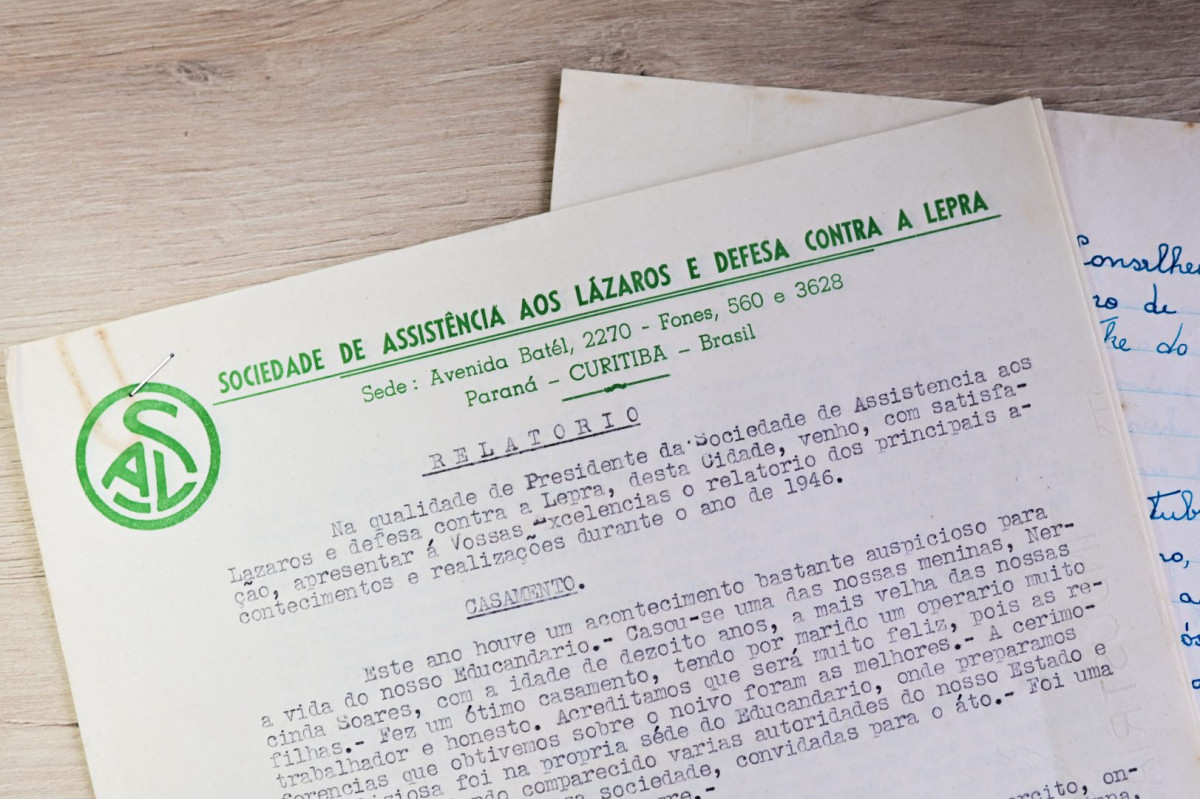 SOCIEDADE DE ASSISTÊNCIA AOS LÁZAROS E DEFESA CONTRA A LEPRA
Sede: Avenida Batél, 2270 - Fones, 560 e 3628
Paraná - CURITIBA - Brasil
SAL
RELATORIO
Na qualidade de Presidente da Sociedade de Assistencia aos
Lazaros e defesa contra a Lepra, desta Cidade, venho, com satisfa-
ção, apresentar á Vossas Excelencias o relatorio dos principais a-
contecimentos e realizações durante o ano de 1946.
CASAMENTO.
Este ano houve um acontecimento bastante auspicioso para
a vida do nosso Educandario.- Casou-se uma das nossas meninas, Ner-
cinda Soares, com a idade de dezoito anos, a mais velha das nossas
filhas.- Fez um ótimo casamento, tendo por marido um operario muito
trabalhador e honesto. Acreditamos que será muito feliz, pois as re-
ferencias que obtivemos sobre o noivo foram as melhores.- A cerimo-
foi na propria séde do Educandario, onde preparamos
comparecido varias autoridades do nosso Estado e
sociedade, convidadas para o áto.- Foi uma
on-
de
do